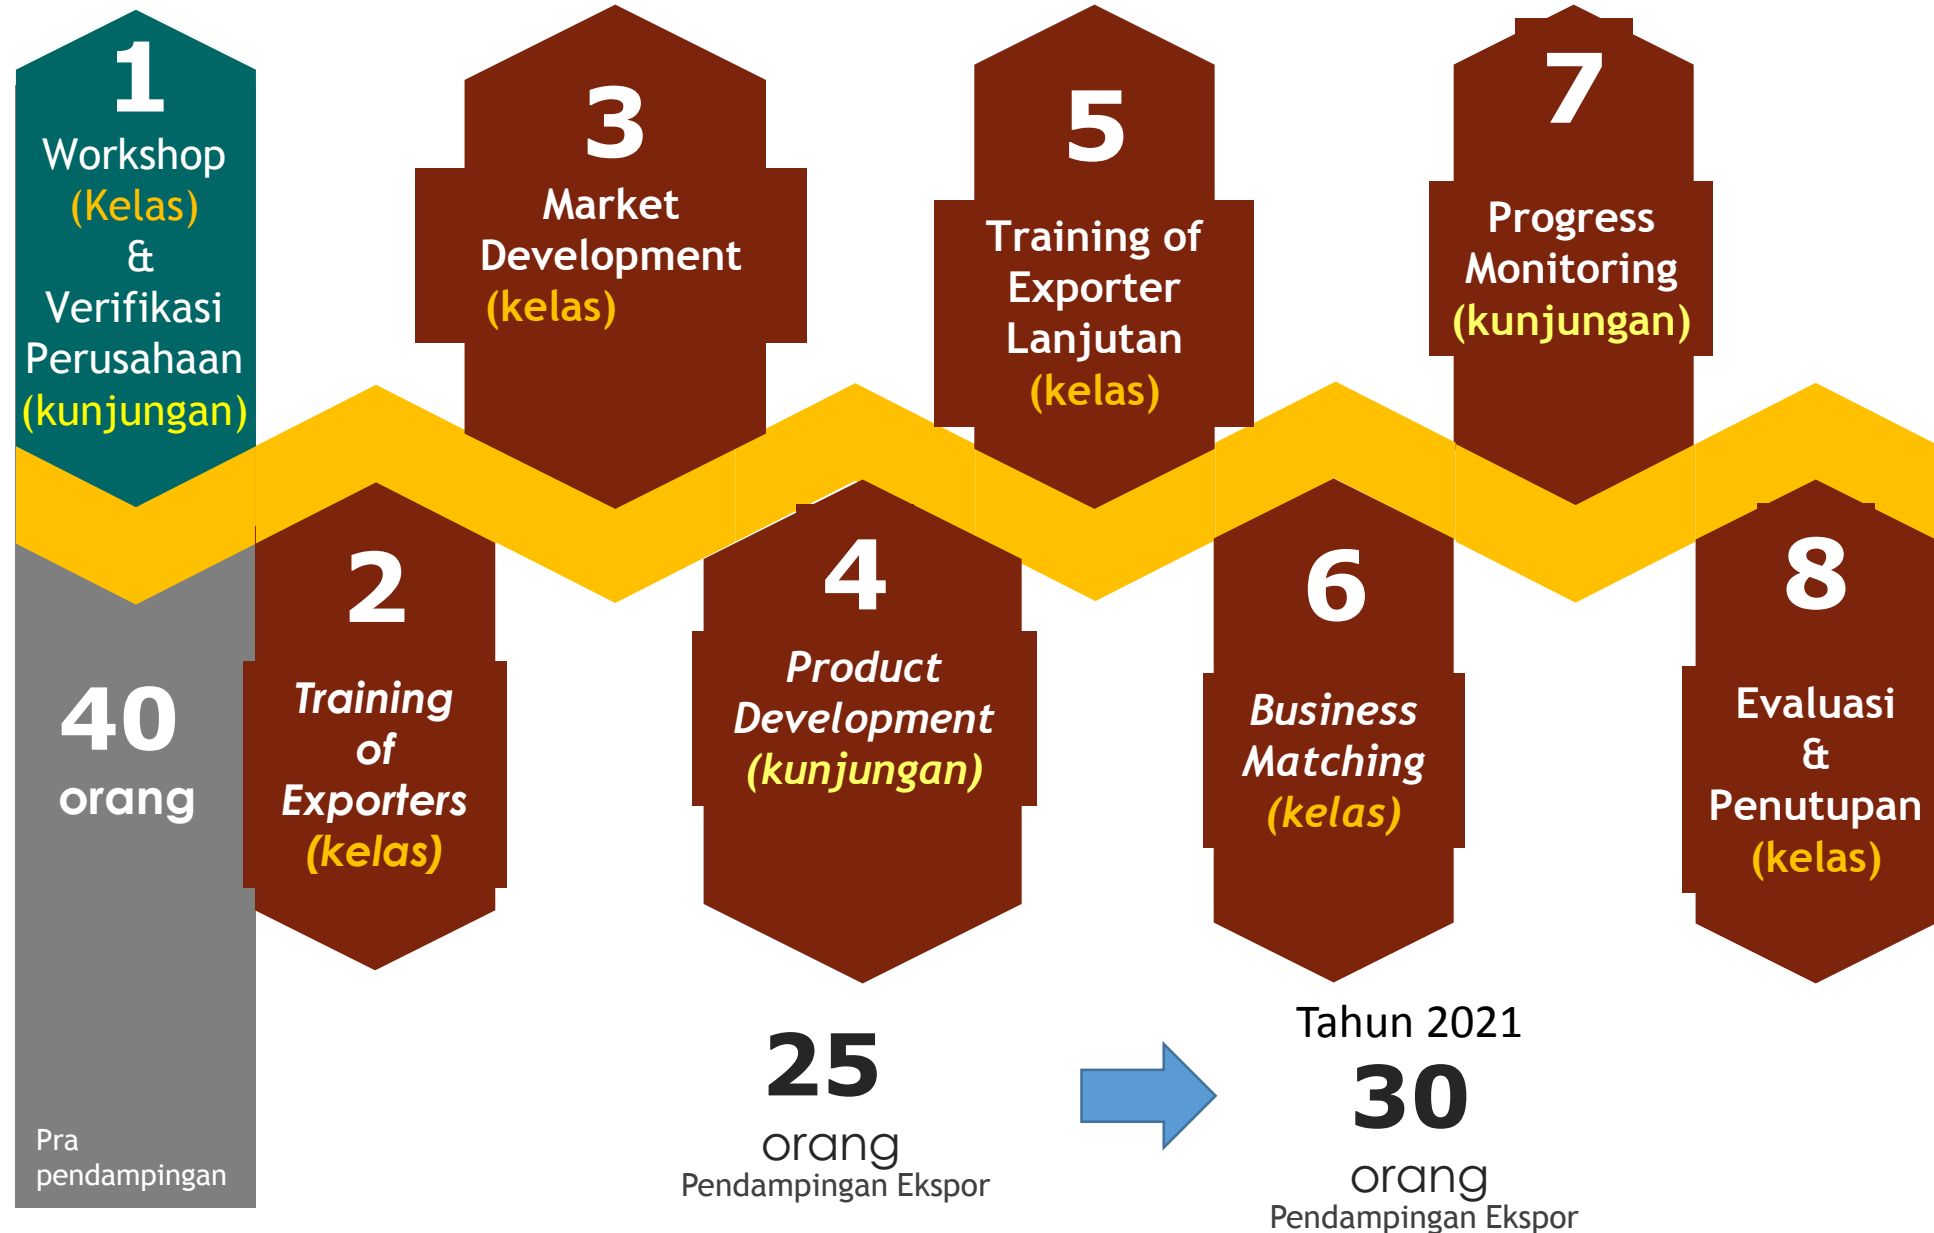 1
Workshop
(Kelas)
&
Verifikasi
Perusahaan
(kunjungan)
40
orang
Pra
pendampingan
2
Training
of
Exporters
(kelas)
3
Market
Development
(kelas)
4
Product
Development
(kunjungan)
5
Training of
Exporter
Lanjutan
(kelas)
6
Business
Matching
(kelas)
7
Progress
Monitoring
(kunjungan)
8
Evaluasi
&
Penutupan
(kelas)
25
orang
Pendampingan Ekspor
Tahun 2021
30
orang
Pendampingan Ekspor